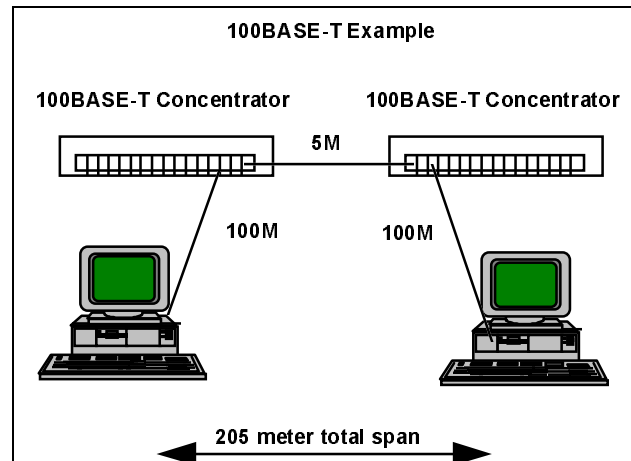 100BASE-T Example
100BASE-T Concentrator
100BASE-T Concentrator
5M
100M
100M
205 meter total span